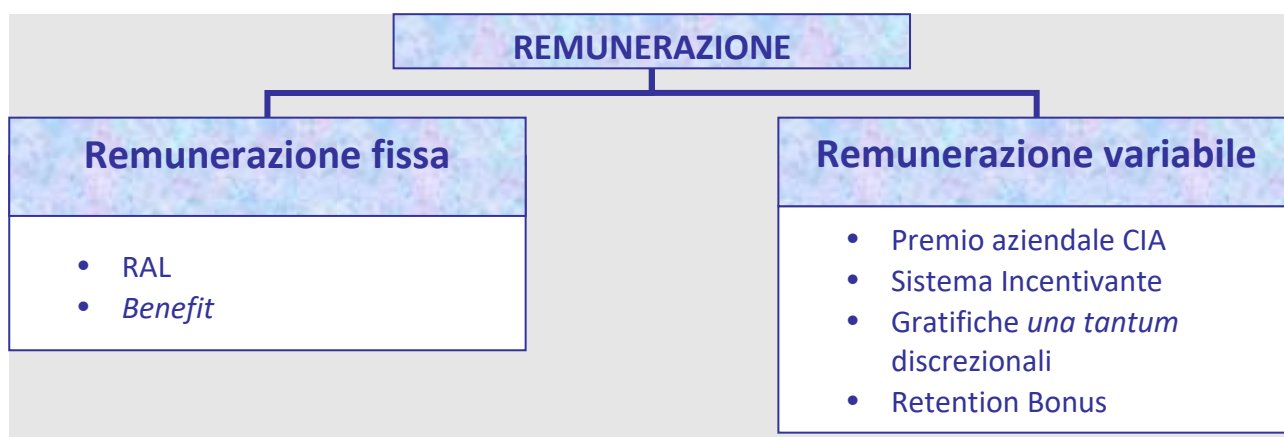 REMUNERAZIONE
Remunerazione fissa
• RAL
• Benefit
Remunerazione variabile
• Premio aziendale CIA
• Sistema Incentivante
• Gratifiche una tantum
discrezionali
• Retention Bonus